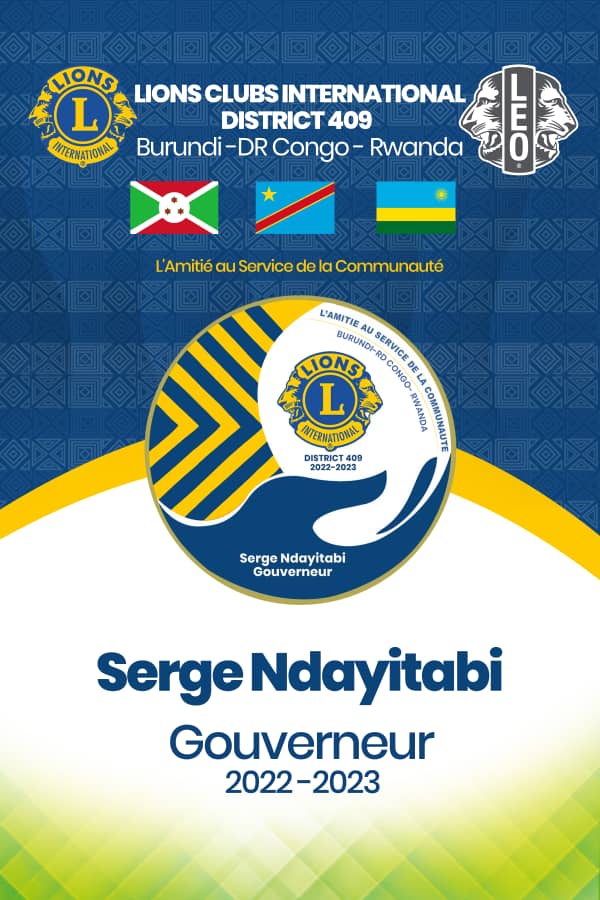 LIONS
L
INTERNATIONAL
LIONS CLUBS INTERNATIONAL
DISTRICT 409
Burundi -DR Congo - Rwanda
LEO
L'Amitié au Service de la Communauté
L'AMITIE AU SERVICE DE LA COMMUNAUTE
BURUNDI-RD CONGO- RWANDA
LIONS
L
INTERNATIONAL
DISTRICT 409
2022-2023
Serge Ndayitabi
Gouverneur
Serge Ndayitabi
Gouverneur
2022 -2023